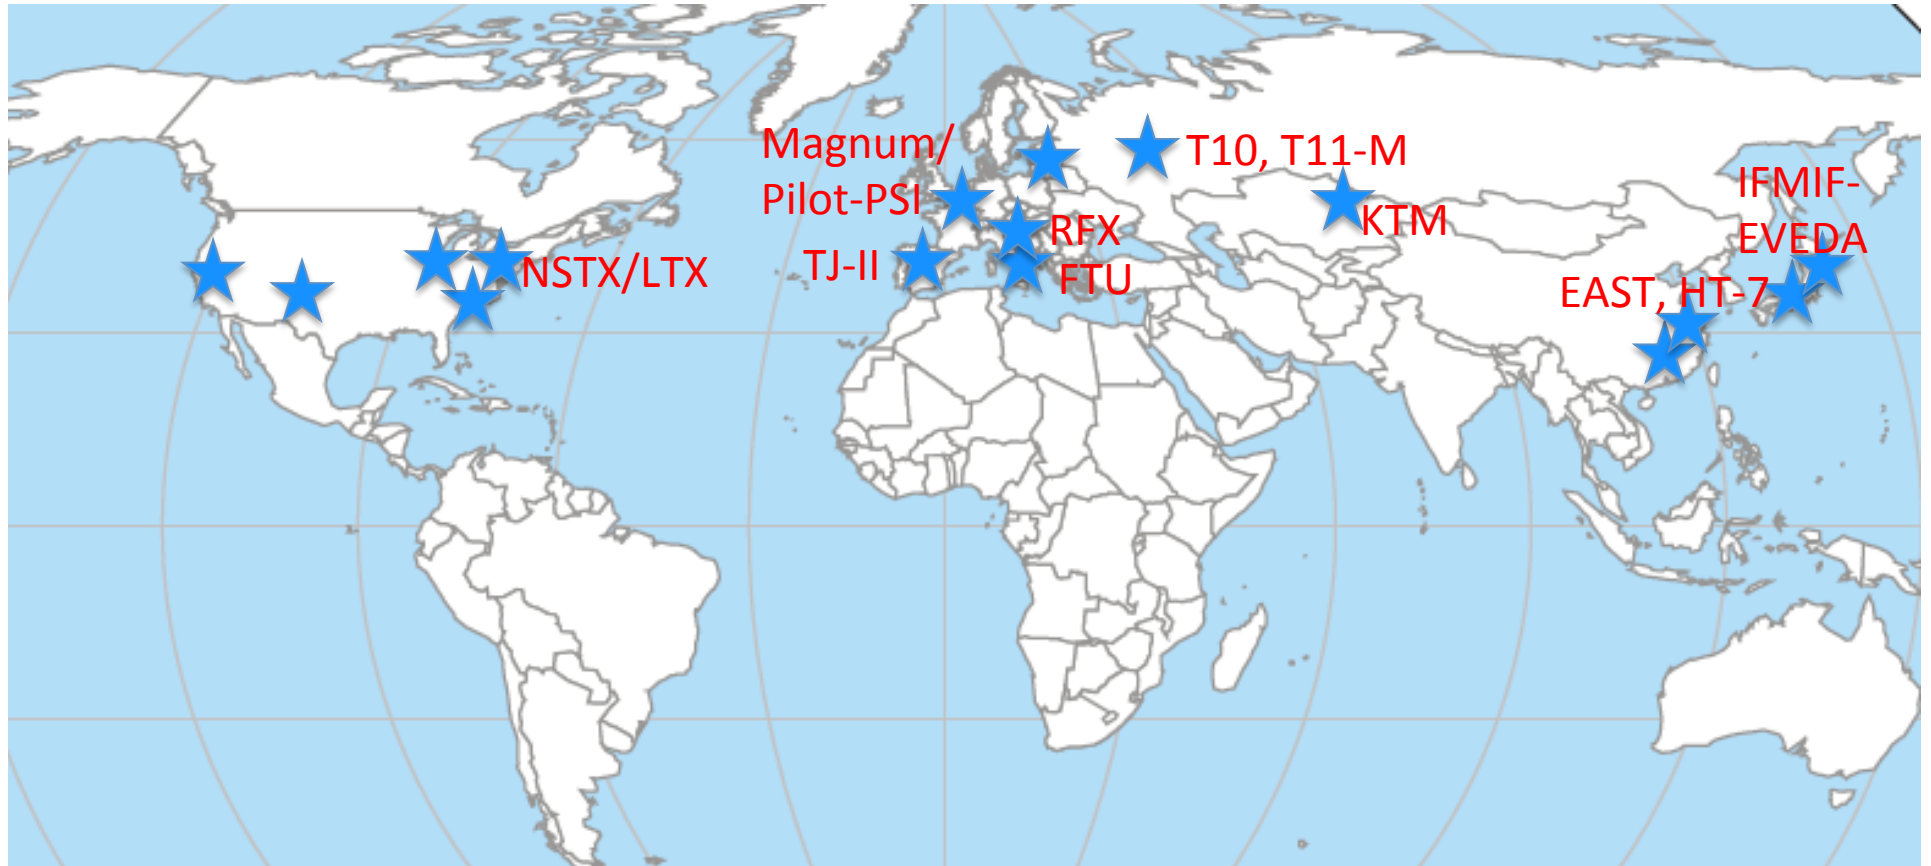 Magnum/
Pilot-PSI
T10, T11-M
IFMIF-
EVEDA
KTM
RFX
TJ-II
FTU
NSTX/LTX
EAST, HT-7